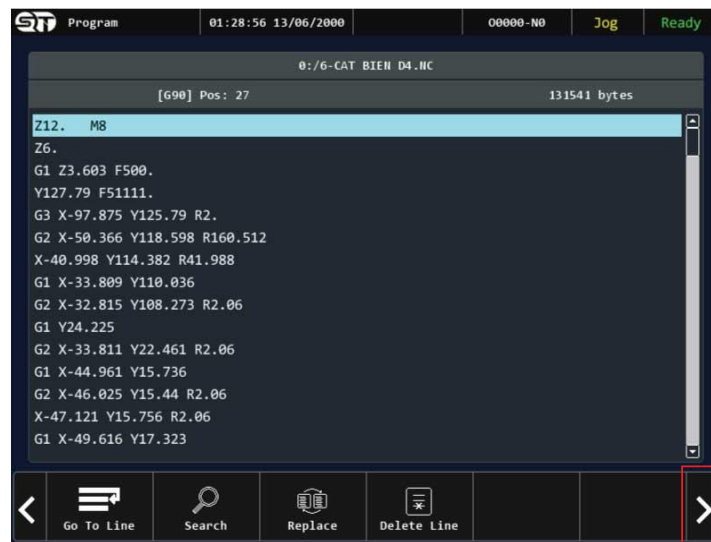 ST Program 01:28:56 13/06/2000 O0000-N0 Jog Ready
0:/6-CAT BIEN D4.NC
[G90] Pos: 27 131541 bytes
Z12. M8
Z6.
G1 Z3.603 F500.
Y127.79 F51111.
G3 X-97.875 Y125.79 R2.
G2 X-50.366 Y118.598 R160.512
X-40.998 Y114.382 R41.988
G1 X-33.809 Y110.036
G2 X-32.815 Y108.273 R2.06
G1 Y24.225
G2 X-33.811 Y22.461 R2.06
G1 X-44.961 Y15.736
G2 X-46.025 Y15.44 R2.06
X-47.121 Y15.756 R2.06
G1 X-49.616 Y17.323
Go To Line Search Replace Delete Line